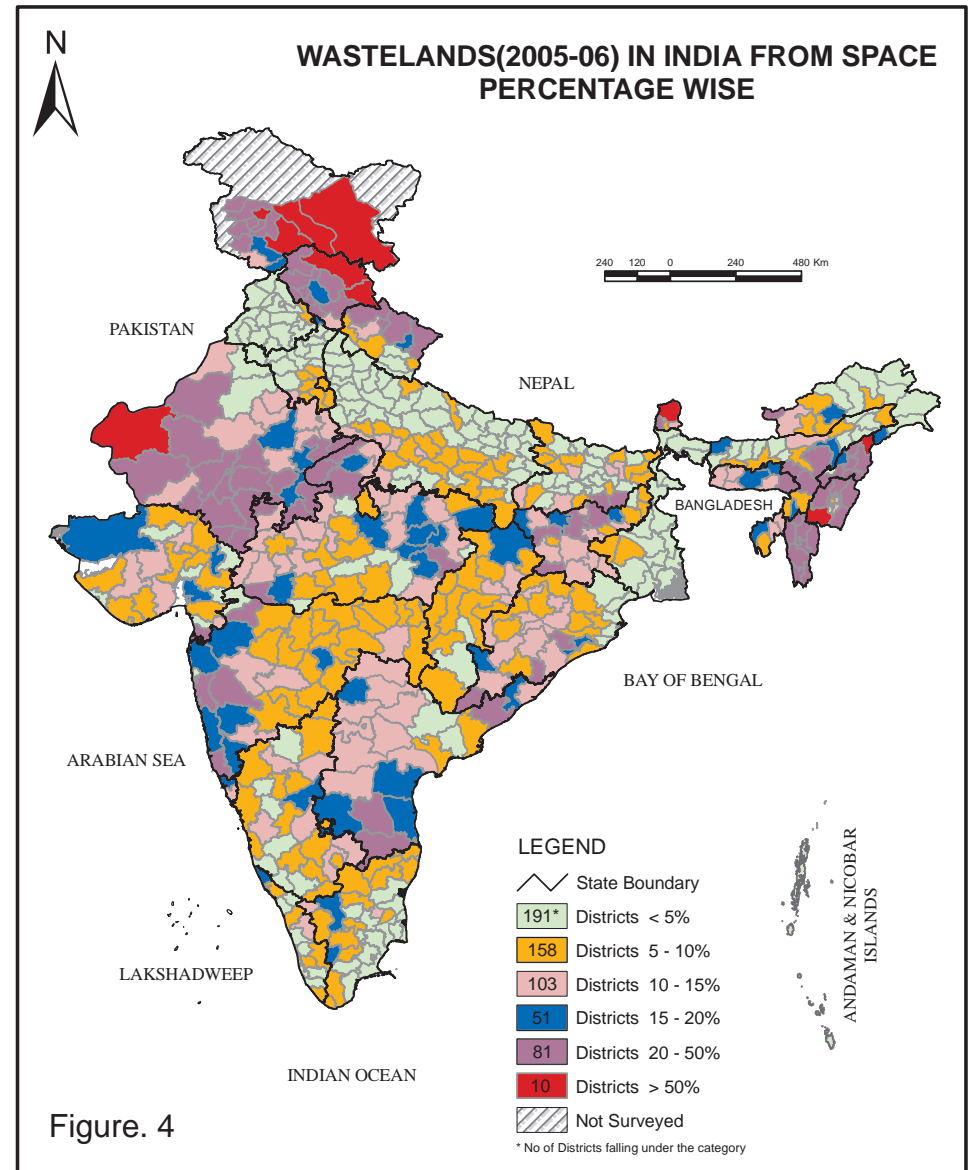 N
WASTELANDS(2005-06) IN INDIA FROM SPACE
PERCENTAGE WISE
240 120 0 240 480 Km
PAKISTAN
NEPAL
BANGLADESH
BAY OF BENGAL
ARABIAN SEA
LAKSHADWEEP
INDIAN OCEAN
ANDAMAN & NICOBAR
ISLANDS
LEGEND
State Boundary
191* Districts < 5%
158 Districts 5 - 10%
103 Districts 10 - 15%
51 Districts 15 - 20%
81 Districts 20 - 50%
10 Districts > 50%
Not Surveyed
* No of Districts falling under the category
Figure. 4